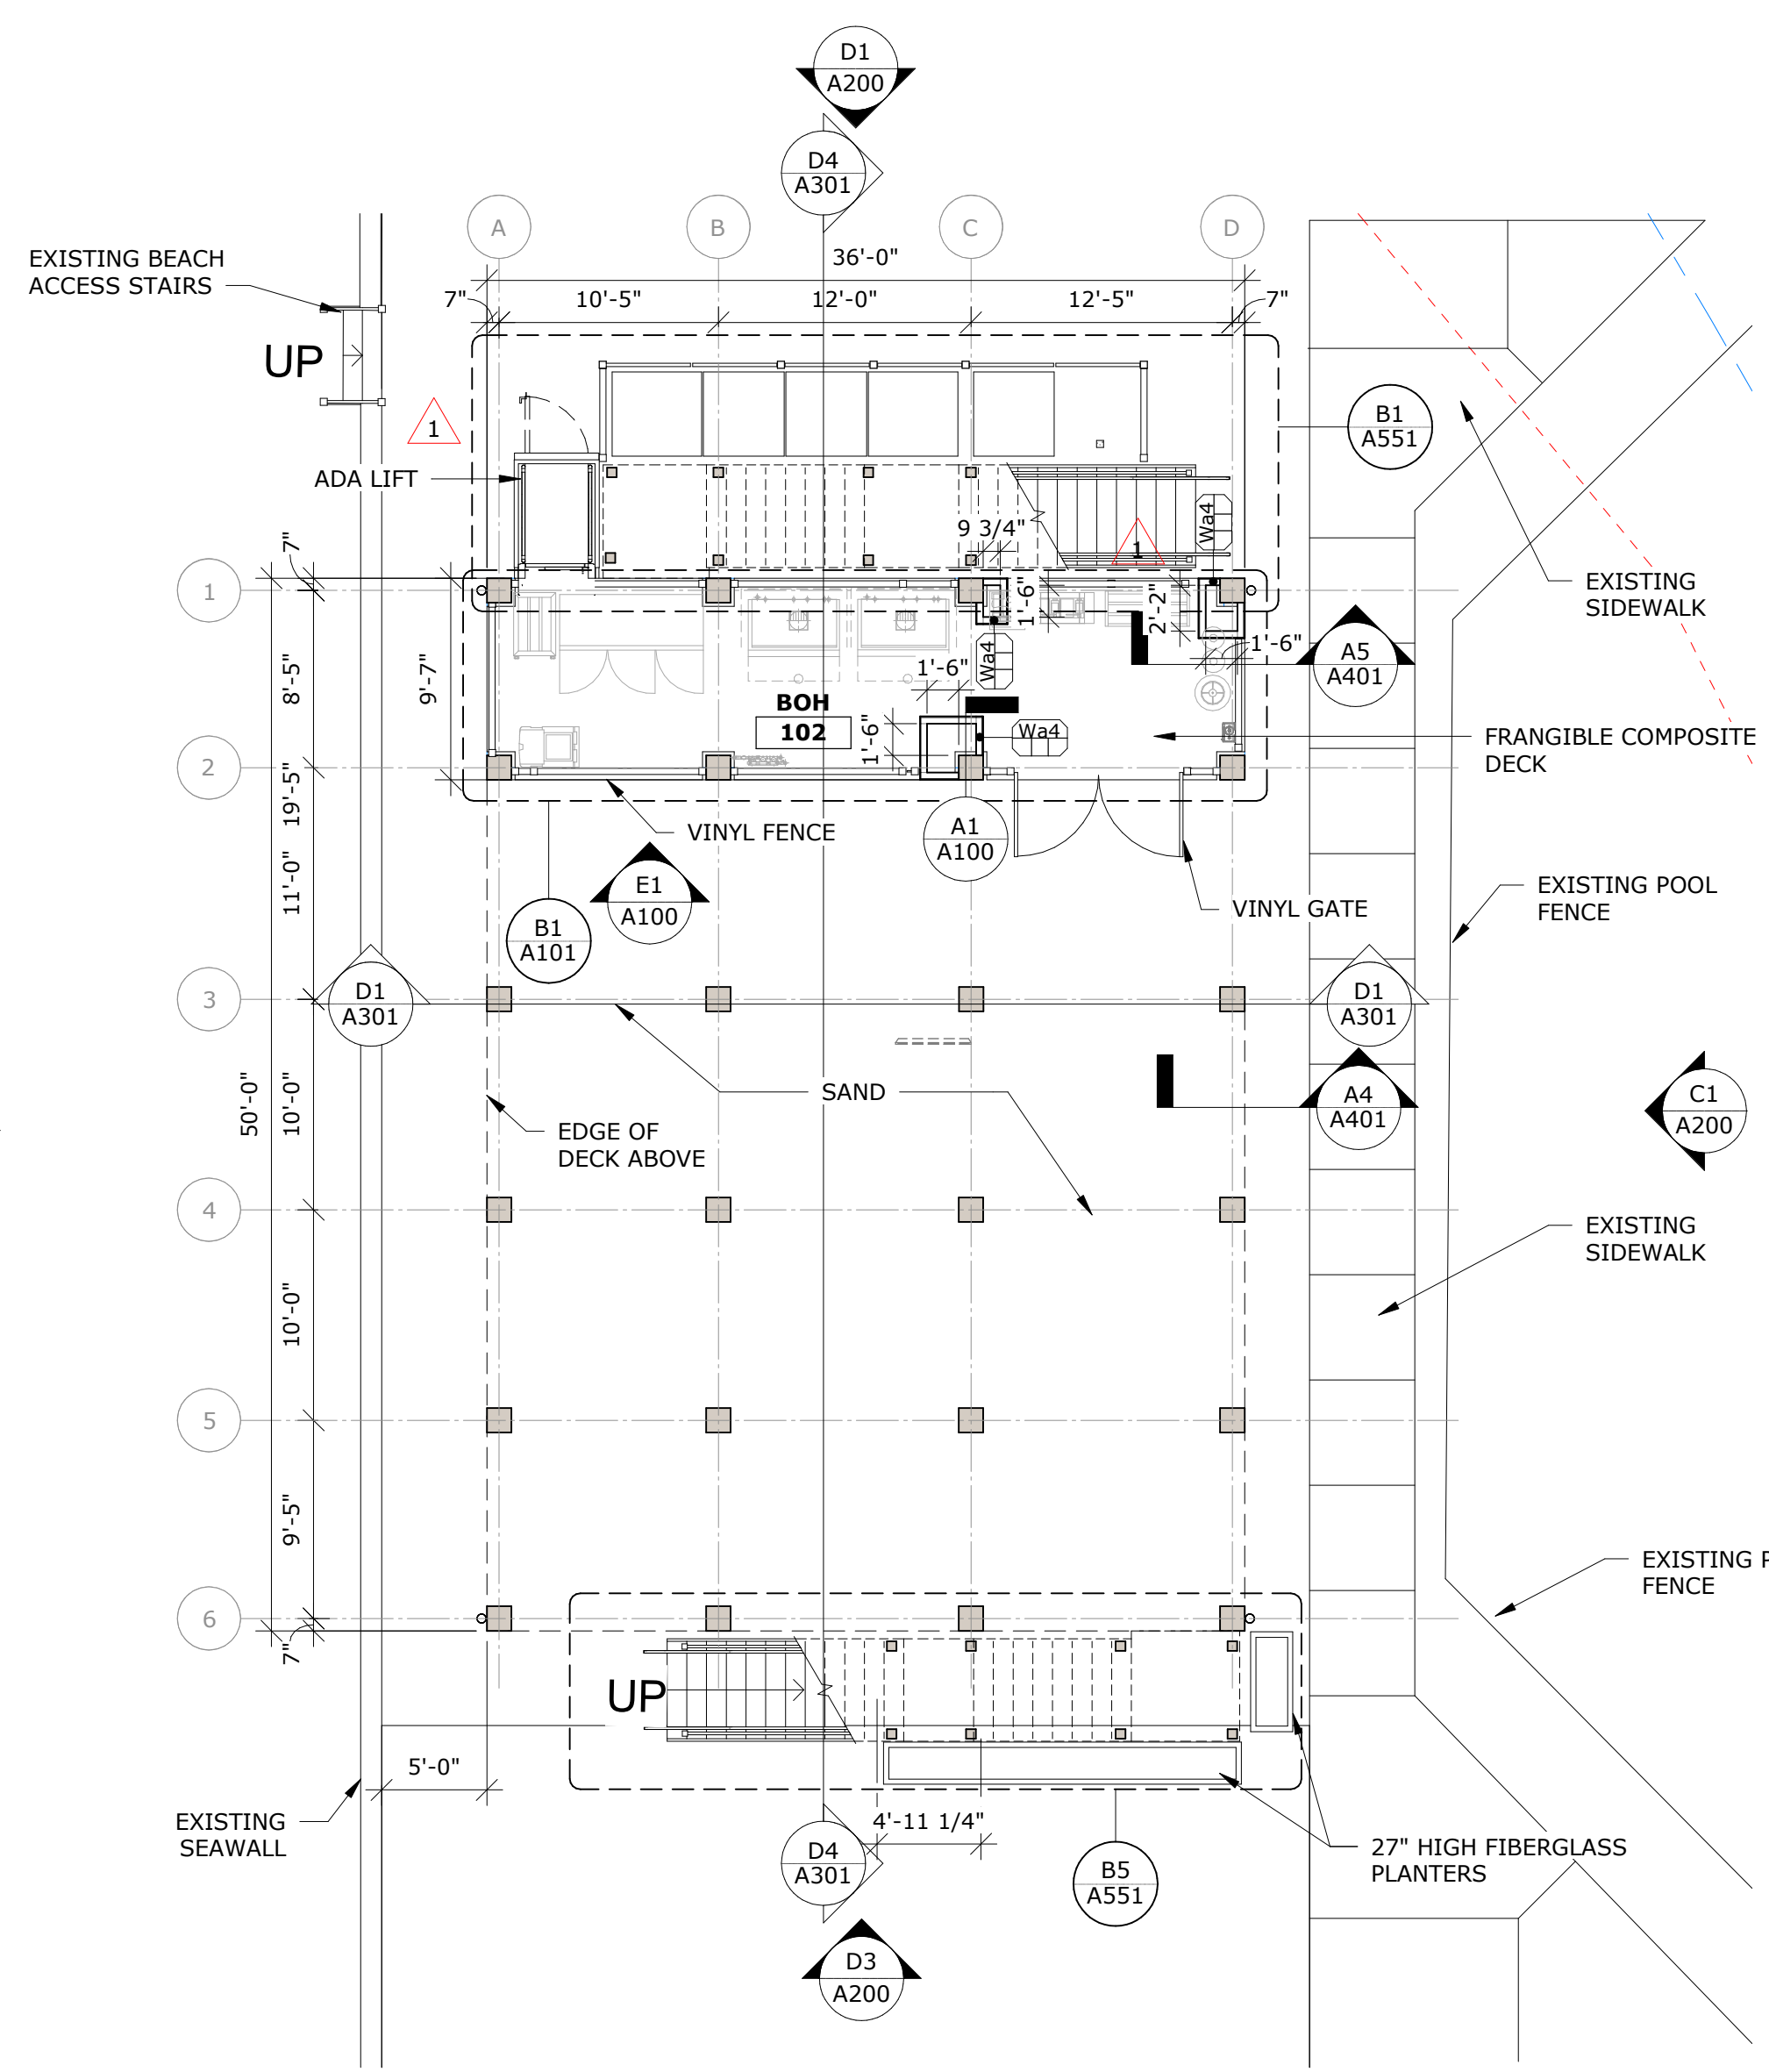 D1
A200
D4
A301
A
B
C
D
36'-0"
7"
10'-5"
12'-0"
12'-5"
7"
EXISTING BEACH
ACCESS STAIRS
UP
1
ADA LIFT
B1
A551
Wa4
9 3/4"
1
7"
1
1'-6"
2'-2"
EXISTING
SIDEWALK
A5
A401
1'-6"
Wa4
1'-6"
8'-5"
9'-7"
BOH
102
1'-6"
Wa4
FRANGIBLE COMPOSITE
DECK
2
19'-5"
VINYL FENCE
A1
A100
E1
A100
11'-0"
EXISTING POOL
FENCE
VINYL GATE
B1
A101
3
D1
A301
D1
A301
50'-0"
10'-0"
SAND
A4
A401
C1
A200
EDGE OF
DECK ABOVE
4
EXISTING
SIDEWALK
10'-0"
5
9'-5"
EXISTING P
FENCE
6
7"
UP
5'-0"
EXISTING
SEAWALL
4'-11 1/4"
27" HIGH FIBERGLASS
PLANTERS
D4
A301
B5
A551
D3
A200